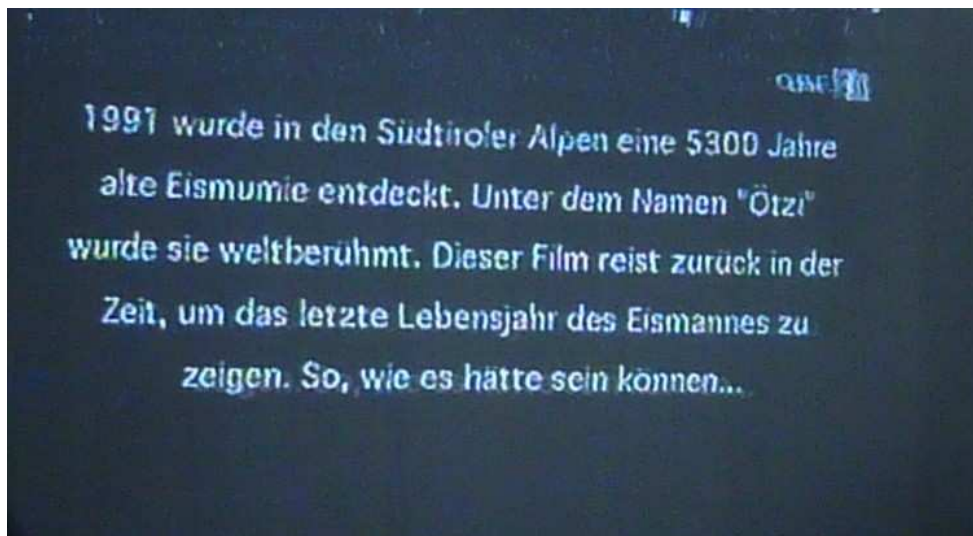 1991 wurde in den Südtiroler Alpen eine 5300 Jahre
alte Eismumie entdeckt. Unter dem Namen "Ötzi"
wurde sie weltberühmt. Dieser Film reist zurück in der
Zeit, um das letzte Lebensjahr des Eismannes zu
zeigen. So, wie es hätte sein können...